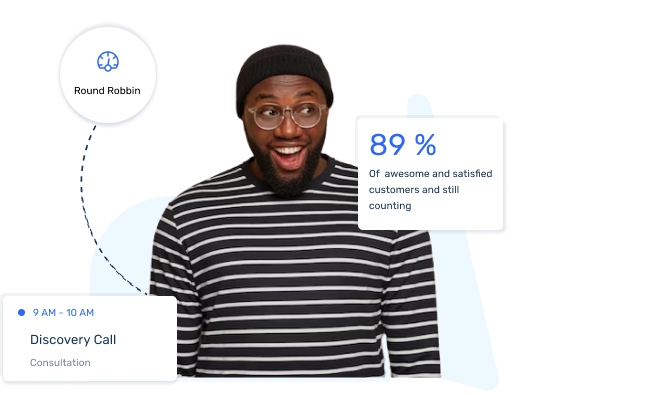 Round Robbin
89 %
Of awesome and satisfied
customers and still
counting
9 AM - 10 AM
Discovery Call
Consultation